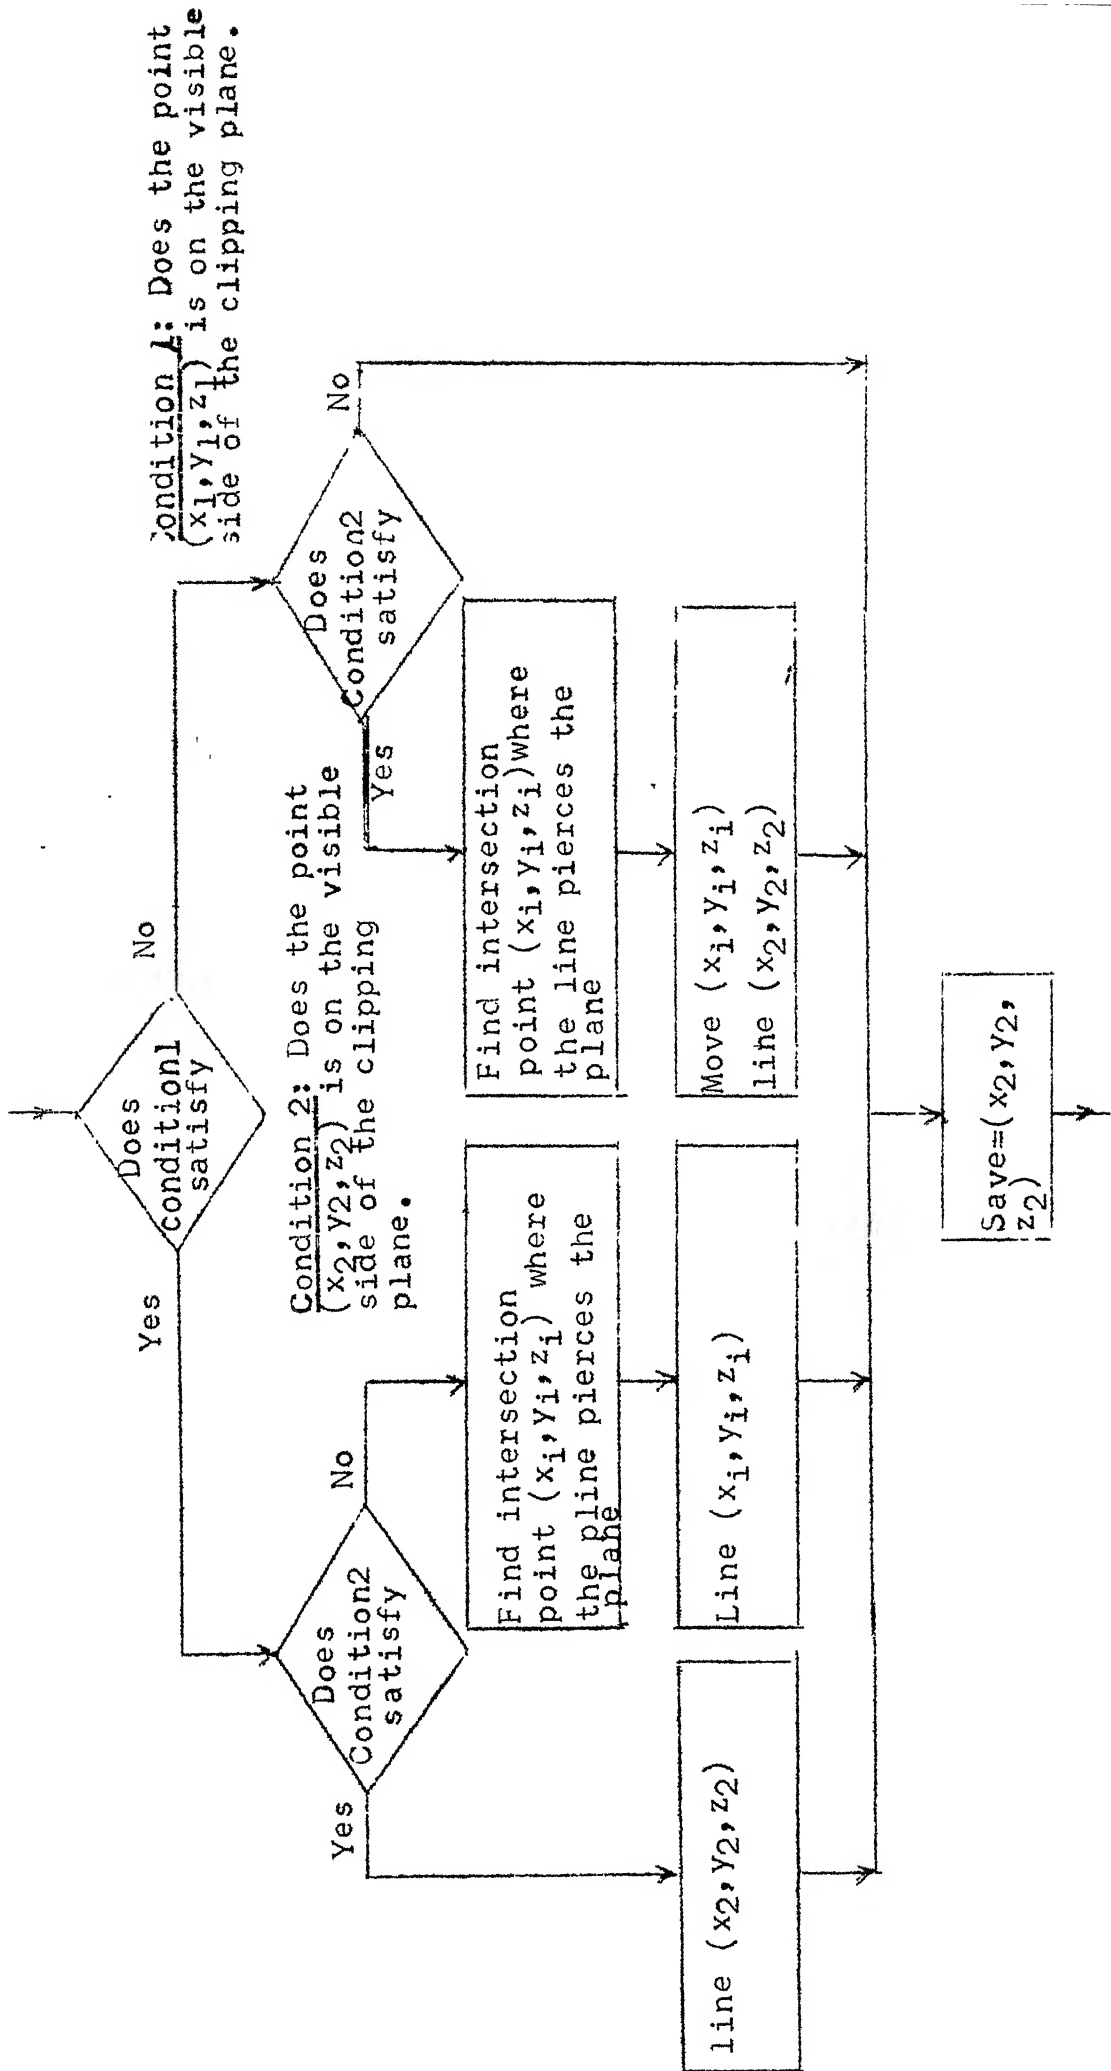 Does
condition1
satisfy
Yes
No
ondition 1: Does the point
(x1,y1,z1) is on the visible
side of the clipping plane.
Condition 2: Does the point
(x2,y2,z2) is on the visible
side of the clipping
plane.
Does
Condition2
satisfy
Yes
No
Does
Condition2
satisfy
Yes
No
Find intersection
point (xi,yi,zi) where
the pline pierces the
plane
Find intersection
point (xi,yi,zi)where
the line pierces the
plane
line (x2,y2,z2)
Line (xi,yi,zi)
Move (xi,yi,zi)
line (x2,y2,z2)
Save=(x2,y2,
z2)